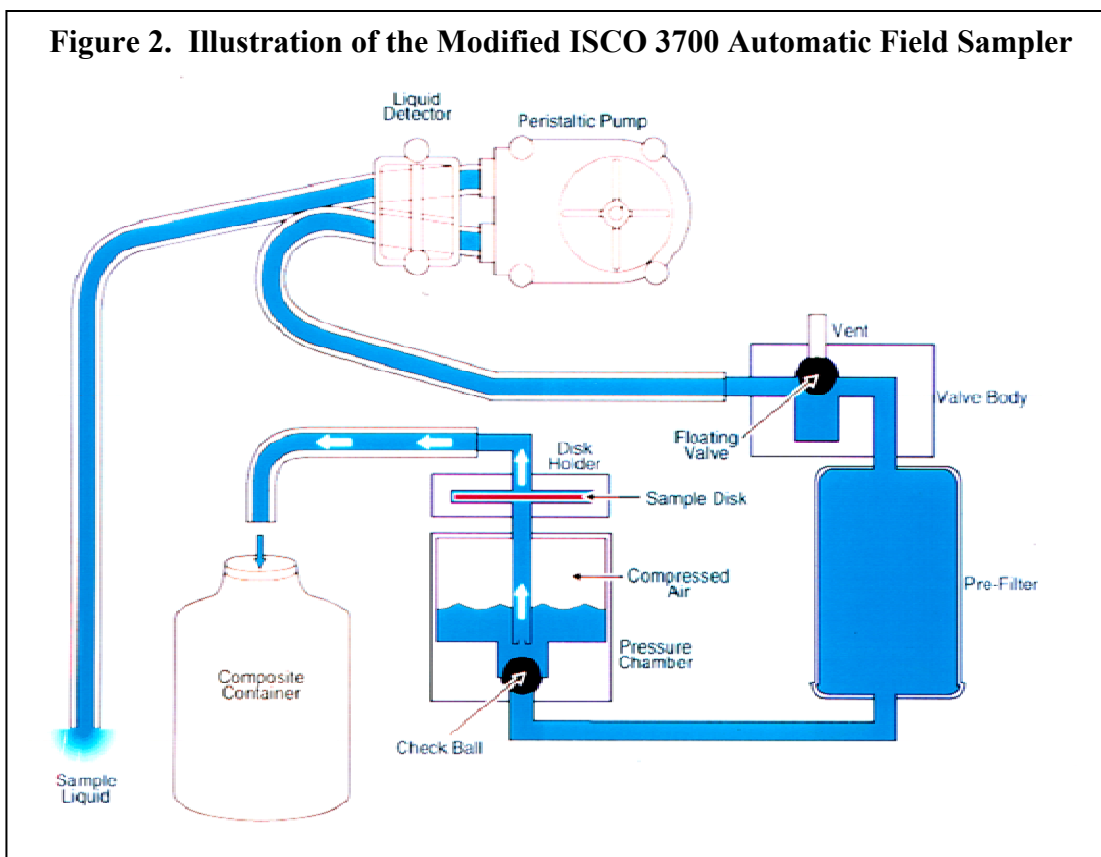 Figure 2. Illustration of the Modified ISCO 3700 Automatic Field Sampler
Liquid
Detector
Peristaltic Pump
Vent
Valve Body
Floating
Valve
Disk
Holder
Sample Disk
Compressed
Air
Pre-Filter
Pressure
Chamber
Composite
Container
Check Ball
Sample
Liquid